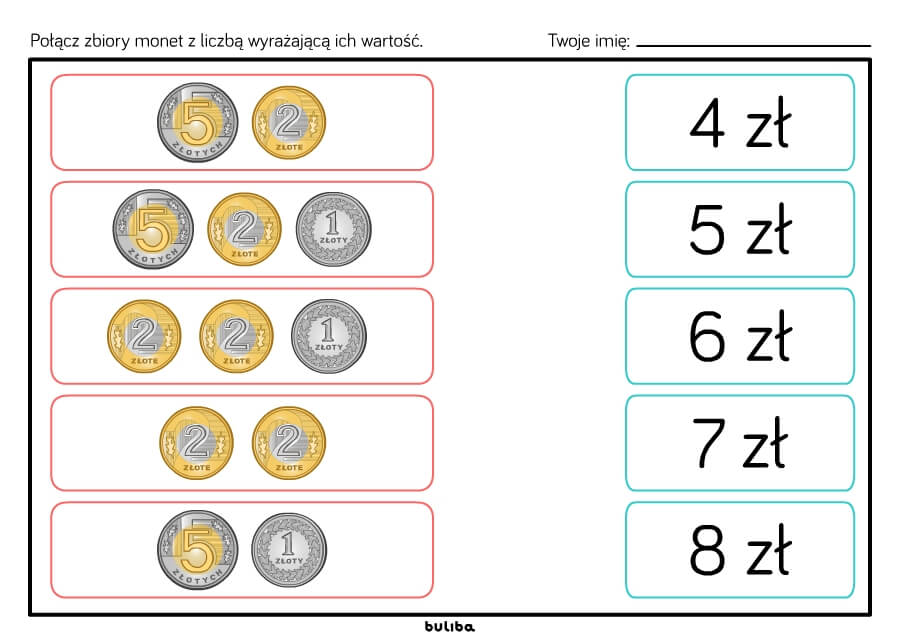 Połącz zbiory monet z liczbą wyrażającą ich wartość.
Twoje imię:
5 ZŁOTYCH
2 ZŁOTE
4 zł
5 ZŁOTYCH
2 ZŁOTE
1 ZŁOTY
5 zł
2 ZŁOTE
2 ZŁOTE
1 ZŁOTY
6 zł
2 ZŁOTE
2 ZŁOTE
7 zł
5 ZŁOTYCH
1 ZŁOTY
8 zł
buliba